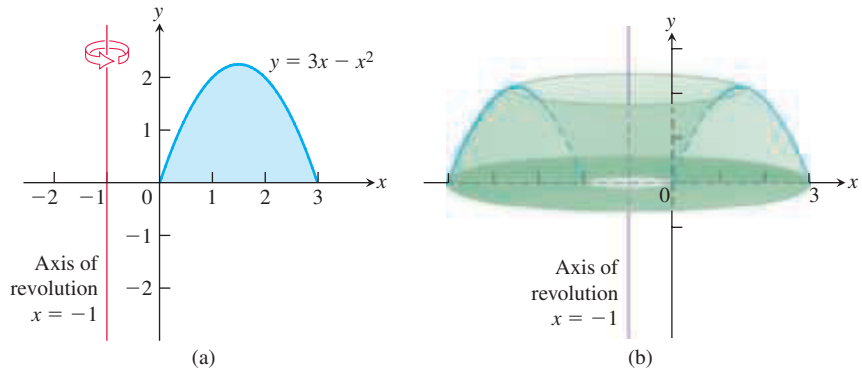 y
y = 3x − x²
2
1
−2 −1 0 1 2 3 x
−1
Axis of
revolution
x = −1
−2
(a)
y
0 3 x
Axis of
revolution
x = −1
(b)